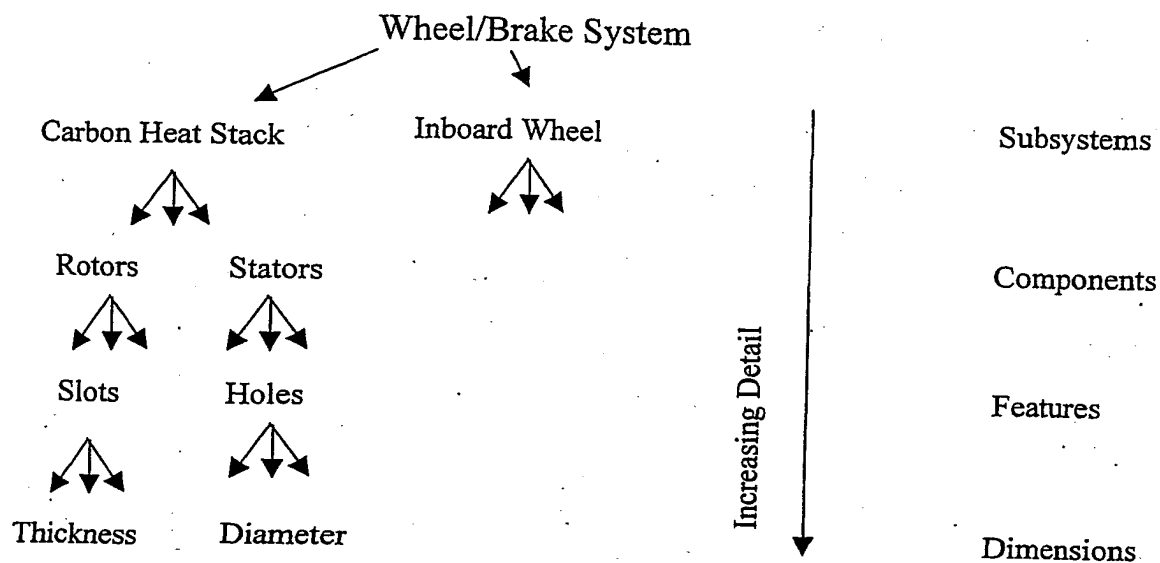 Wheel/Brake System
Carbon Heat Stack
Inboard Wheel
Subsystems
Rotors
Stators
Components
Slots
Holes
Features
Increasing Detail
Thickness
Diameter
Dimensions